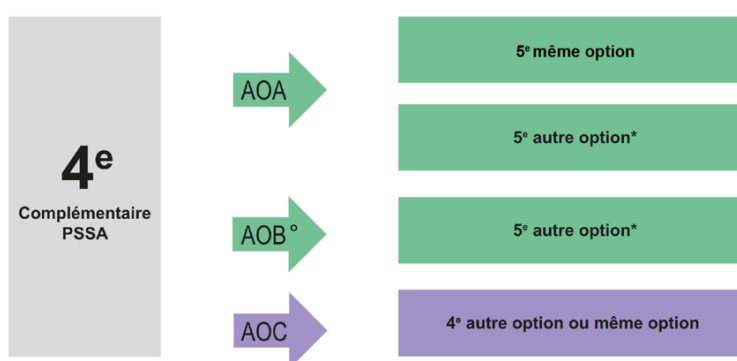 4e
Complémentaire
PSSA
AOA
5e même option
5e autre option*
AOB°
5e autre option*
AOC
4e autre option ou même option